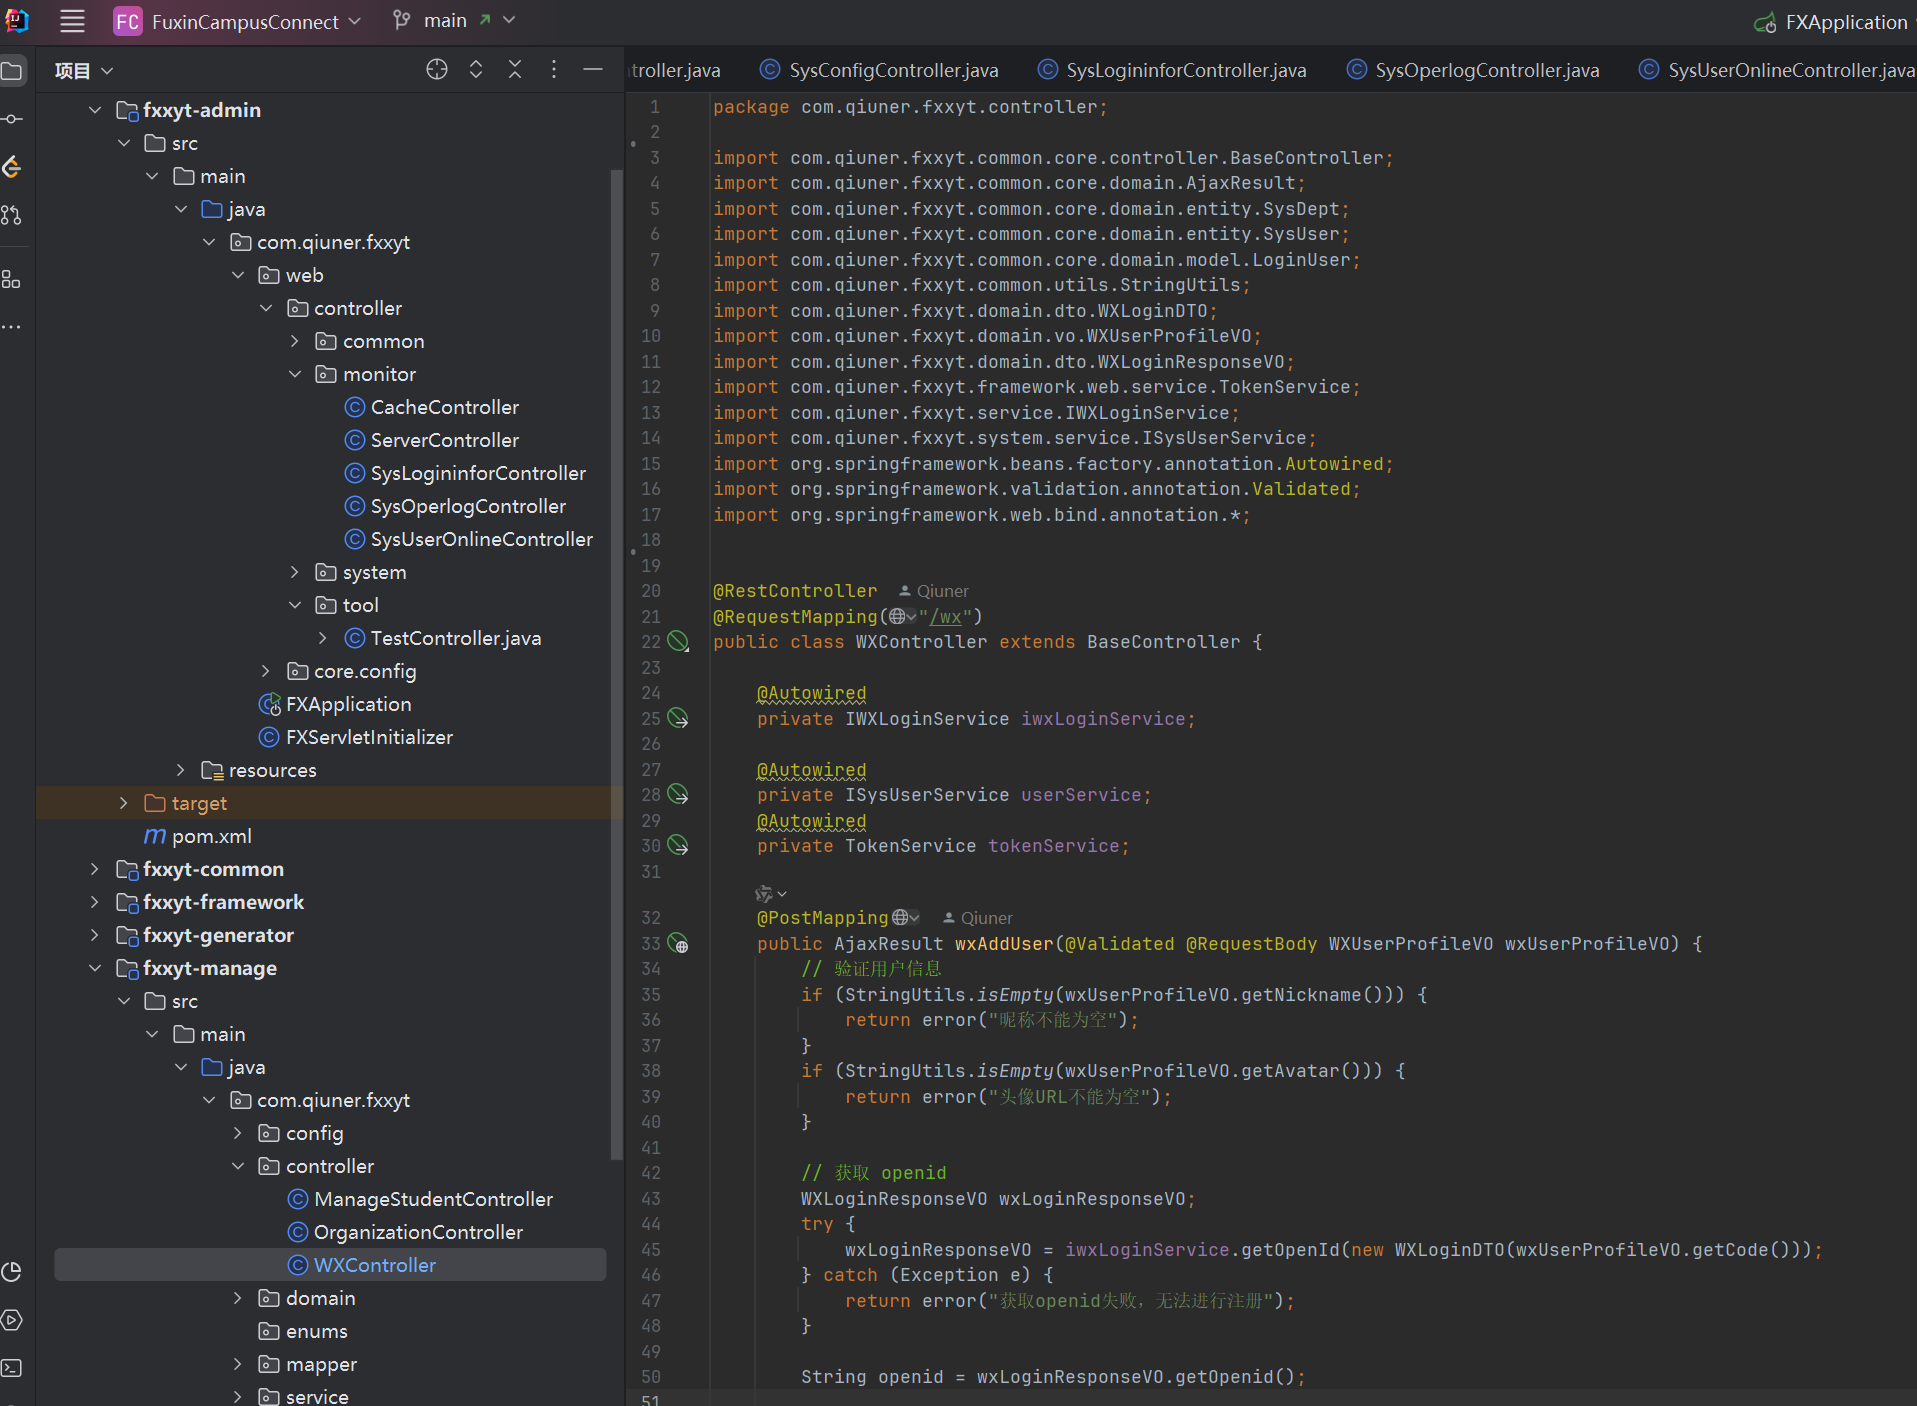 FC FuxinCampusConnect main FXApplication
项目
troller.java SysConfigController.java SysLogininforController.java SysOperlogController.java SysUserOnlineController.java
fxxyt-admin
src
main
java
com.qiuner.fxxyt
web
controller
common
monitor
CacheController
ServerController
SysLogininforController
SysOperlogController
SysUserOnlineController
system
tool
TestController.java
core.config
FXApplication
FXServletInitializer
resources
target
pom.xml
fxxyt-common
fxxyt-framework
fxxyt-generator
fxxyt-manage
src
main
java
com.qiuner.fxxyt
config
controller
ManageStudentController
OrganizationController
WXController
domain
enums
mapper
service
1 package com.qiuner.fxxyt.controller;
2
3 import com.qiuner.fxxyt.common.core.controller.BaseController;
4 import com.qiuner.fxxyt.common.core.domain.AjaxResult;
5 import com.qiuner.fxxyt.common.core.domain.entity.SysDept;
6 import com.qiuner.fxxyt.common.core.domain.entity.SysUser;
7 import com.qiuner.fxxyt.common.core.domain.model.LoginUser;
8 import com.qiuner.fxxyt.common.utils.StringUtils;
9 import com.qiuner.fxxyt.domain.dto.WXLoginDTO;
10 import com.qiuner.fxxyt.domain.vo.WXUserProfileVO;
11 import com.qiuner.fxxyt.domain.dto.WXLoginResponseVO;
12 import com.qiuner.fxxyt.framework.web.service.TokenService;
13 import com.qiuner.fxxyt.service.IWXLoginService;
14 import com.qiuner.fxxyt.system.service.ISysUserService;
15 import org.springframework.beans.factory.annotation.Autowired;
16 import org.springframework.validation.annotation.Validated;
17 import org.springframework.web.bind.annotation.*;
18
19
20 @RestController Qiuner
21 @RequestMapping("/wx")
22 public class WXController extends BaseController {
23
24 @Autowired
25 private IWXLoginService iwxLoginService;
26
27 @Autowired
28 private ISysUserService userService;
29 @Autowired
30 private TokenService tokenService;
31
32 @PostMapping Qiuner
33 public AjaxResult wxAddUser(@Validated @RequestBody WXUserProfileVO wxUserProfileVO) {
34 // 验证用户信息
35 if (StringUtils.isEmpty(wxUserProfileVO.getNickname())) {
36 return error("昵称不能为空");
37 }
38 if (StringUtils.isEmpty(wxUserProfileVO.getAvatar())) {
39 return error("头像URL不能为空");
40 }
41
42 // 获取 openid
43 WXLoginResponseVO wxLoginResponseVO;
44 try {
45 wxLoginResponseVO = iwxLoginService.getOpenId(new WXLoginDTO(wxUserProfileVO.getCode()));
46 } catch (Exception e) {
47 return error("获取openid失败，无法进行注册");
48 }
49
50 String openid = wxLoginResponseVO.getOpenid();
51